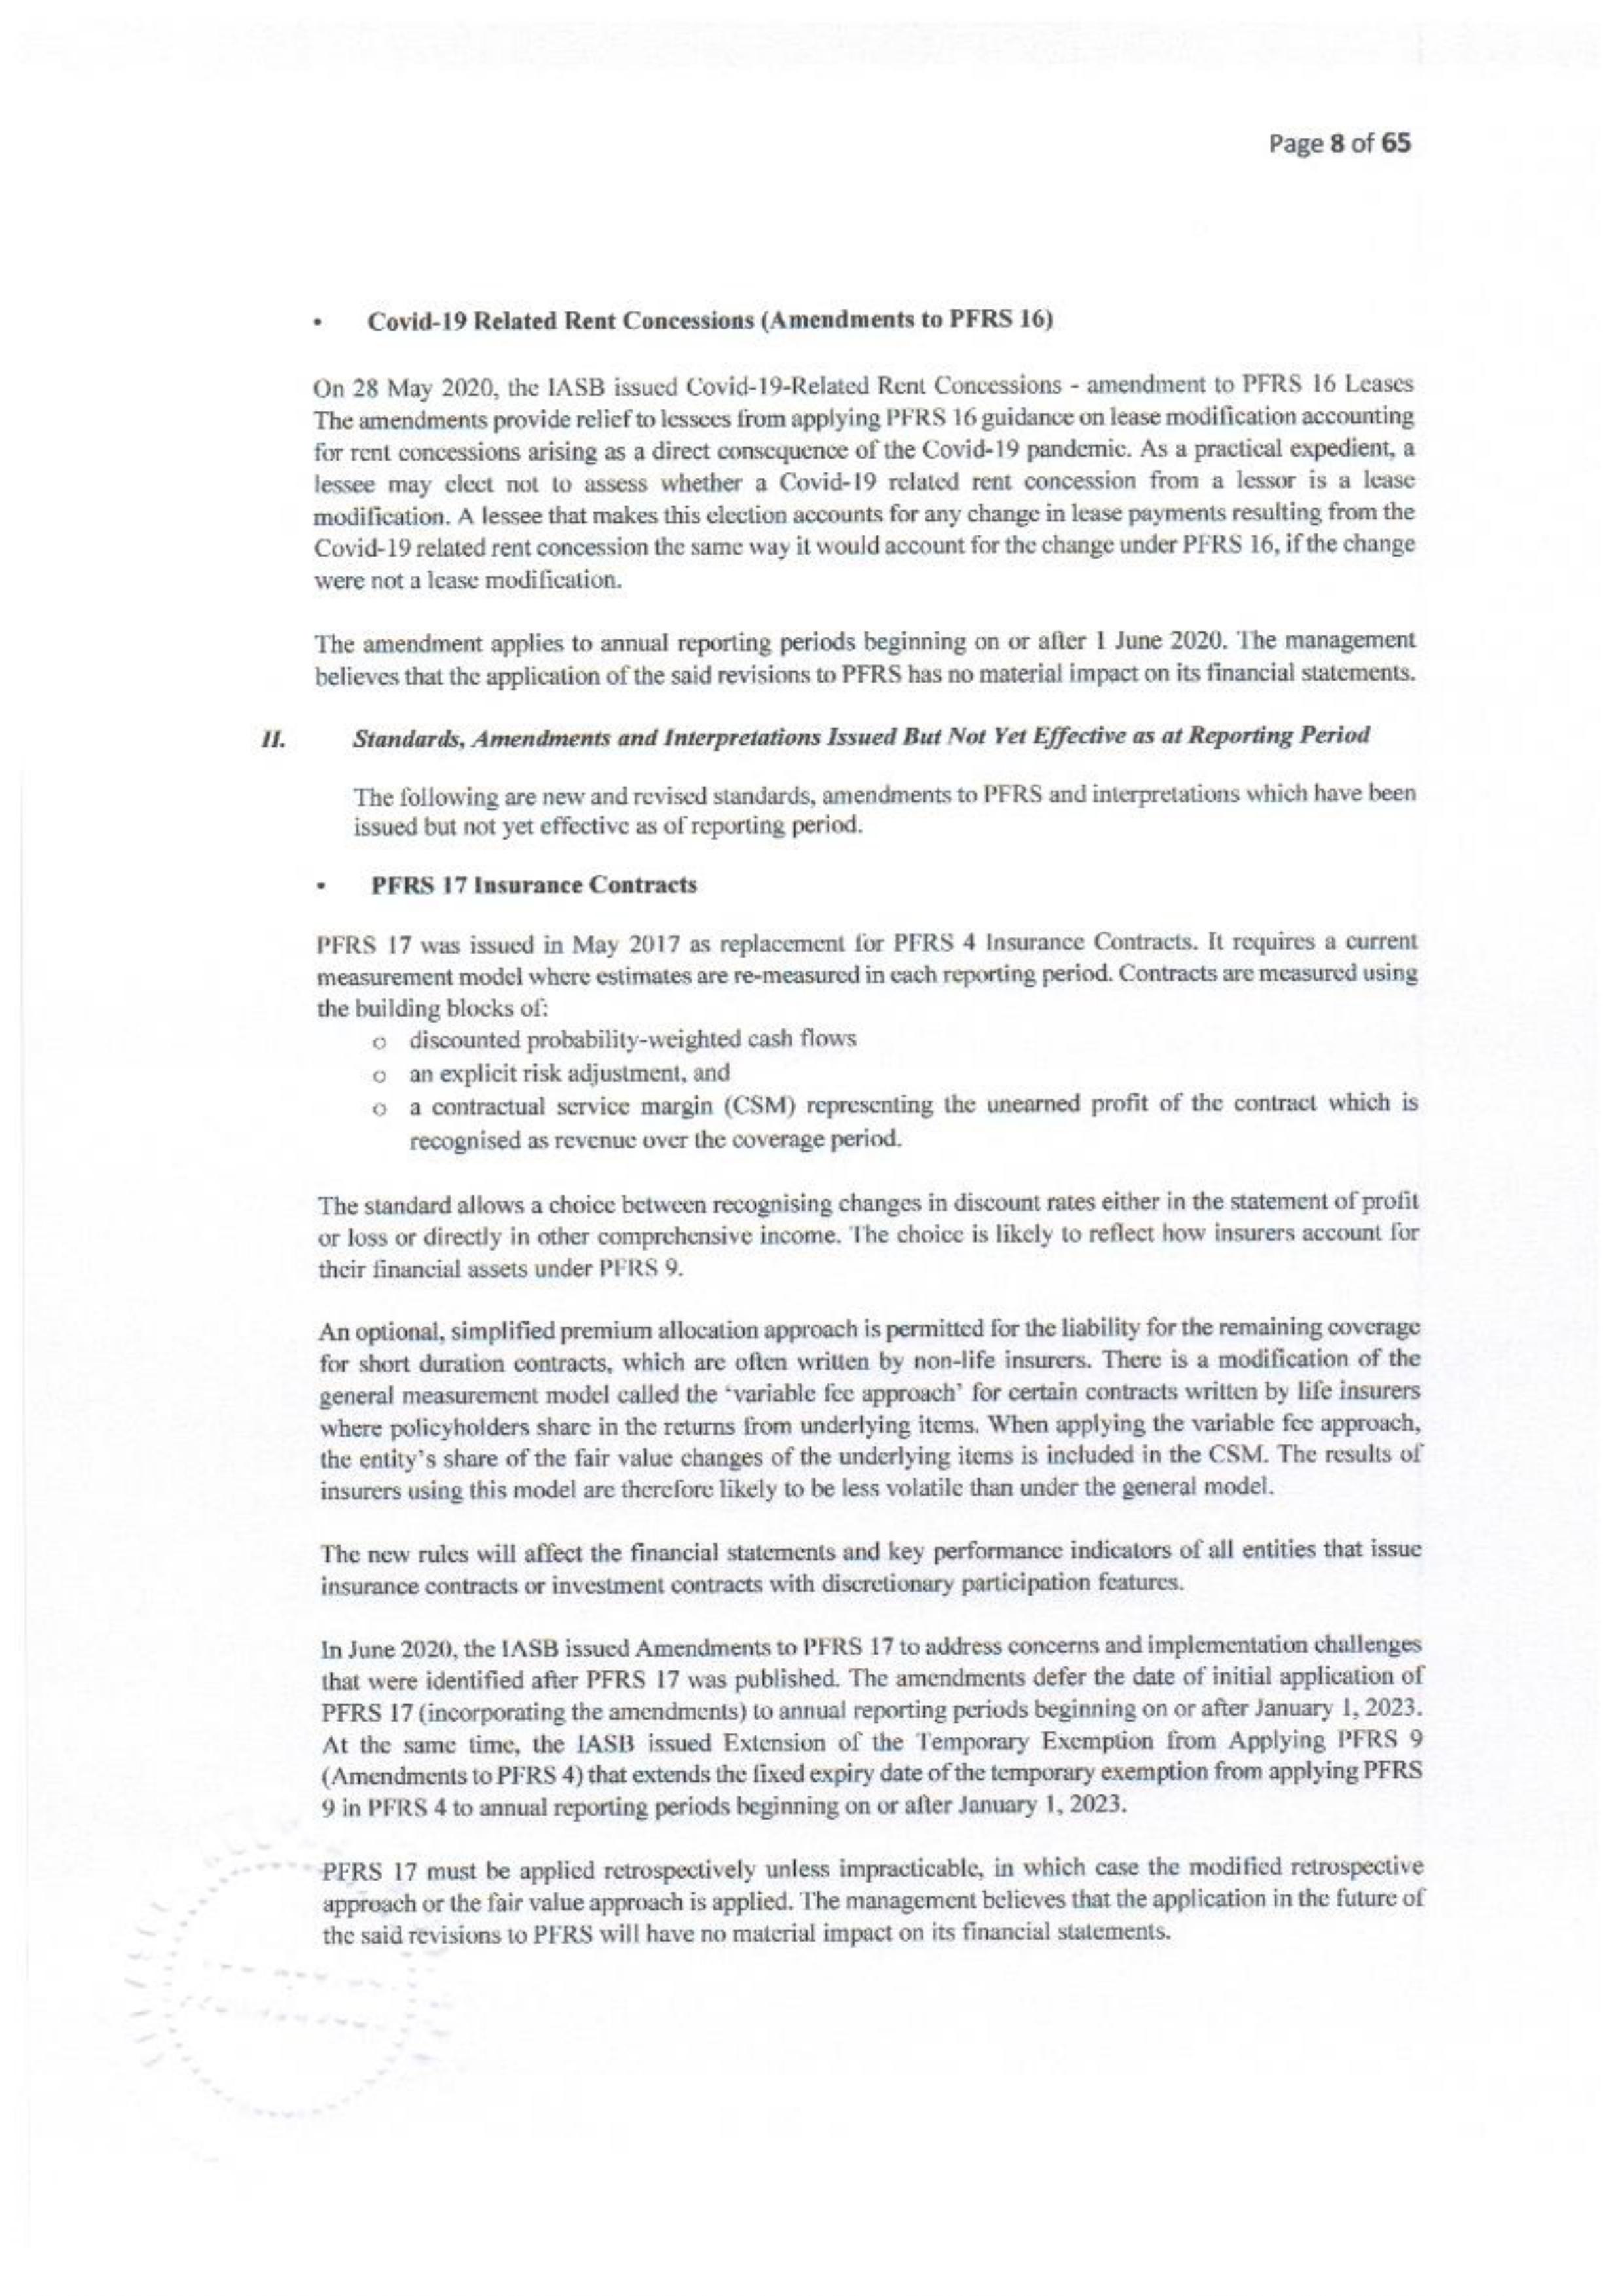 Page 8 of 65
• Covid-19 Related Rent Concessions (Amendments to PFRS 16)
On 28 May 2020, the IASB issued Covid-19-Related Rent Concessions - amendment to PFRS 16 Leases
The amendments provide relief to lessees from applying PFRS 16 guidance on lease modification accounting
for rent concessions arising as a direct consequence of the Covid-19 pandemic. As a practical expedient, a
lessee may elect not to assess whether a Covid-19 related rent concession from a lessor is a lease
modification. A lessee that makes this election accounts for any change in lease payments resulting from the
Covid-19 related rent concession the same way it would account for the change under PFRS 16, if the change
were not a lease modification.
The amendment applies to annual reporting periods beginning on or after 1 June 2020. The management
believes that the application of the said revisions to PFRS has no material impact on its financial statements.
II. Standards, Amendments and Interpretations Issued But Not Yet Effective as at Reporting Period
The following are new and revised standards, amendments to PFRS and interpretations which have been
issued but not yet effective as of reporting period.
• PFRS 17 Insurance Contracts
PFRS 17 was issued in May 2017 as replacement for PFRS 4 Insurance Contracts. It requires a current
measurement model where estimates are re-measured in each reporting period. Contracts are measured using
the building blocks of:
o discounted probability-weighted cash flows
o an explicit risk adjustment, and
o a contractual service margin (CSM) representing the unearned profit of the contract which is
recognised as revenue over the coverage period.
The standard allows a choice between recognising changes in discount rates either in the statement of profit
or loss or directly in other comprehensive income. The choice is likely to reflect how insurers account for
their financial assets under PFRS 9.
An optional, simplified premium allocation approach is permitted for the liability for the remaining coverage
for short duration contracts, which are often written by non-life insurers. There is a modification of the
general measurement model called the ‘variable fee approach’ for certain contracts written by life insurers
where policyholders share in the returns from underlying items. When applying the variable fee approach,
the entity’s share of the fair value changes of the underlying items is included in the CSM. The results of
insurers using this model are therefore likely to be less volatile than under the general model.
The new rules will affect the financial statements and key performance indicators of all entities that issue
insurance contracts or investment contracts with discretionary participation features.
In June 2020, the IASB issued Amendments to PFRS 17 to address concerns and implementation challenges
that were identified after PFRS 17 was published. The amendments defer the date of initial application of
PFRS 17 (incorporating the amendments) to annual reporting periods beginning on or after January 1, 2023.
At the same time, the IASB issued Extension of the Temporary Exemption from Applying PFRS 9
(Amendments to PFRS 4) that extends the fixed expiry date of the temporary exemption from applying PFRS
9 in PFRS 4 to annual reporting periods beginning on or after January 1, 2023.
PFRS 17 must be applied retrospectively unless impracticable, in which case the modified retrospective
approach or the fair value approach is applied. The management believes that the application in the future of
the said revisions to PFRS will have no material impact on its financial statements.